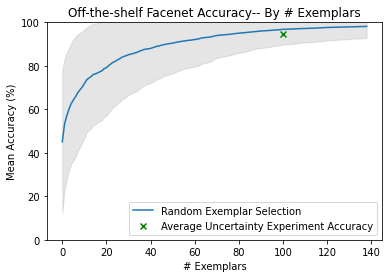 Off-the-shelf Facenet Accuracy-- By # Exemplars
Mean Accuracy (%)
100
80
60
40
20
0
Random Exemplar Selection
Average Uncertainty Experiment Accuracy
0 20 40 60 80 100 120 140
# Exemplars